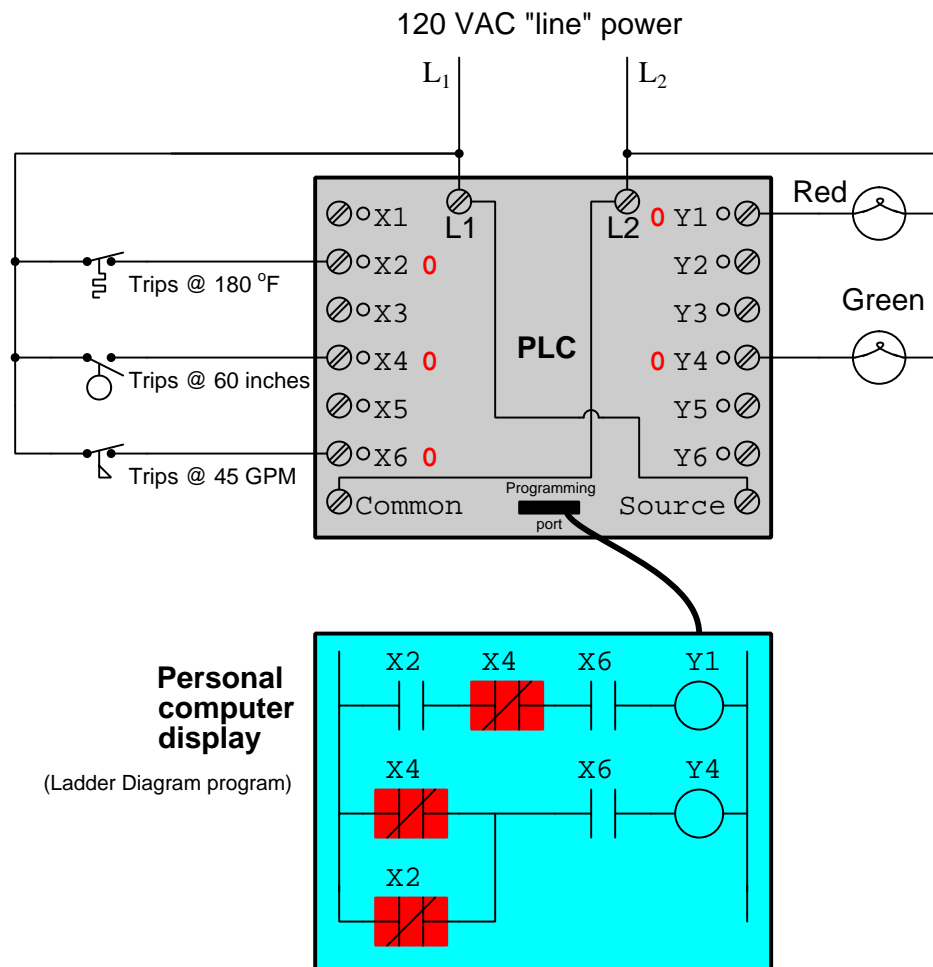 120 VAC "line" power
L1 L2
Red
X1 L1 L2 0 Y1
X2 0 Y2
Trips @ 180 °F
X3 Y3
Green
PLC
X4 0 0 Y4
Trips @ 60 inches
X5 Y5
X6 0 Y6
Trips @ 45 GPM
Common Programming port Source
X2 X4 X6 Y1
Personal
computer
display
(Ladder Diagram program)
X4 X6 Y4
X2